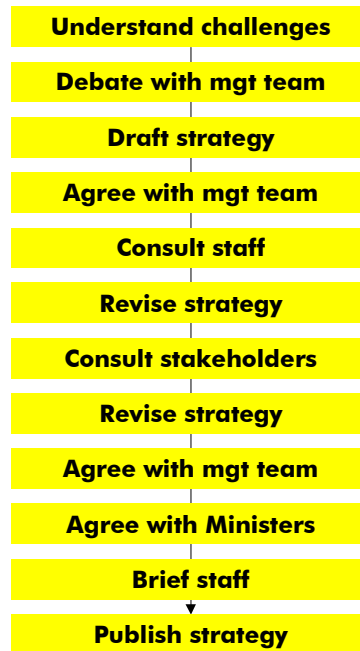 Understand challenges
Debate with mgt team
Draft strategy
Agree with mgt team
Consult staff
Revise strategy
Consult stakeholders
Revise strategy
Agree with mgt team
Agree with Ministers
Brief staff
Publish strategy